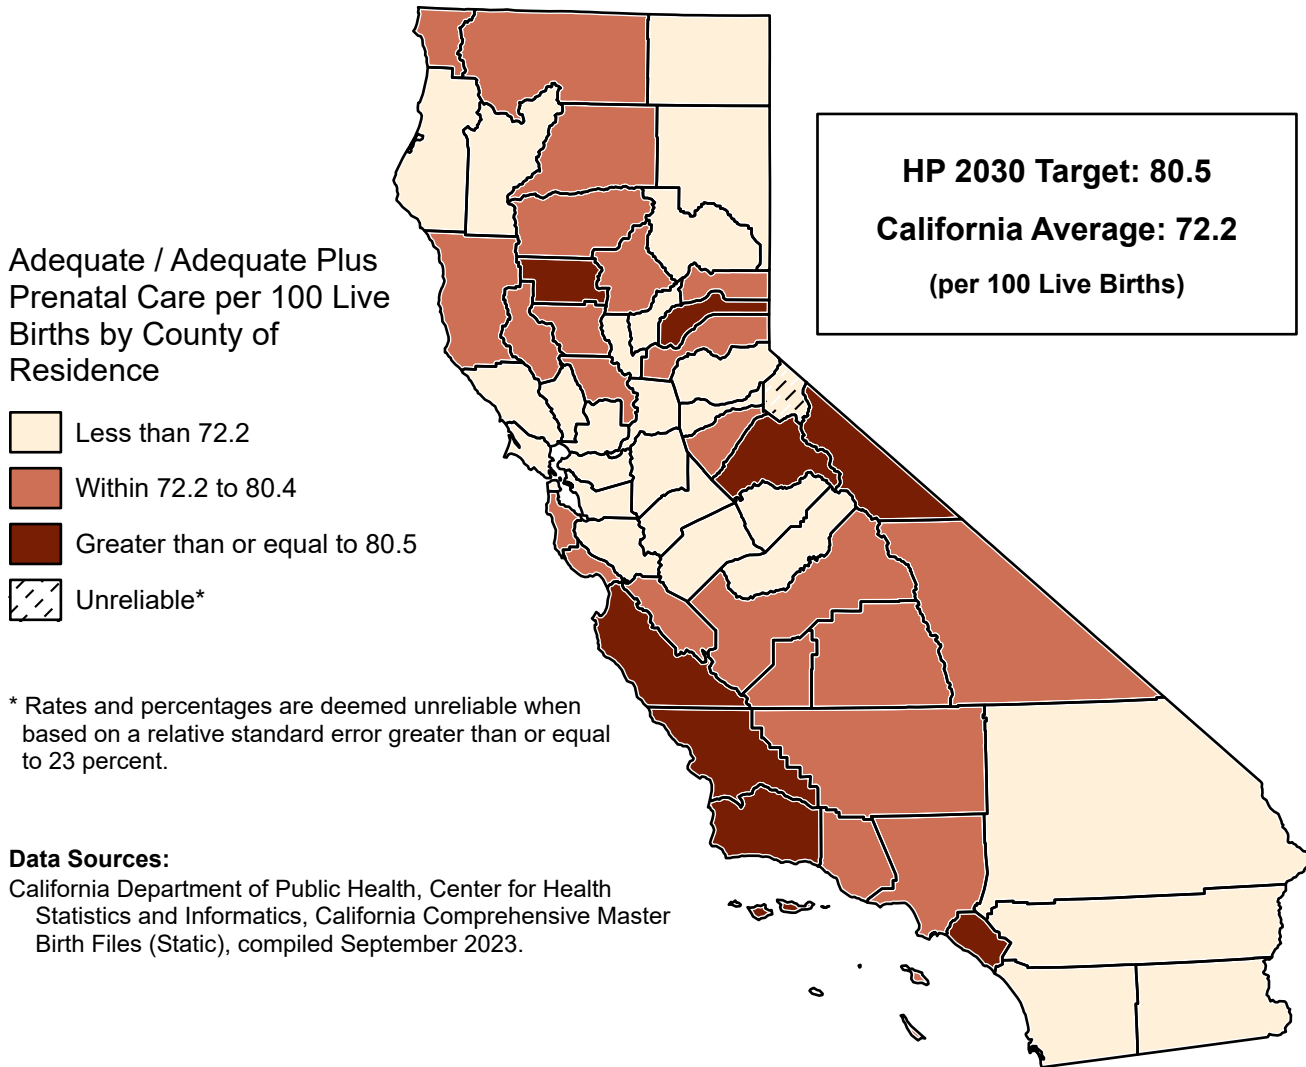 HP 2030 Target: 80.5
California Average: 72.2
(per 100 Live Births)
Adequate / Adequate Plus
Prenatal Care per 100 Live
Births by County of
Residence
Less than 72.2
Within 72.2 to 80.4
Greater than or equal to 80.5
Unreliable*
* Rates and percentages are deemed unreliable when
based on a relative standard error greater than or equal
to 23 percent.
Data Sources:
California Department of Public Health, Center for Health
Statistics and Informatics, California Comprehensive Master
Birth Files (Static), compiled September 2023.